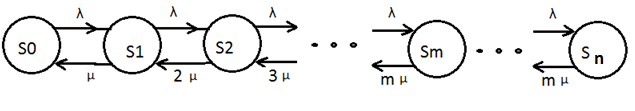 λ λ λ λ λ
S0 S1 S2 Sm Sn
μ 2 μ 3 μ m μ m μ